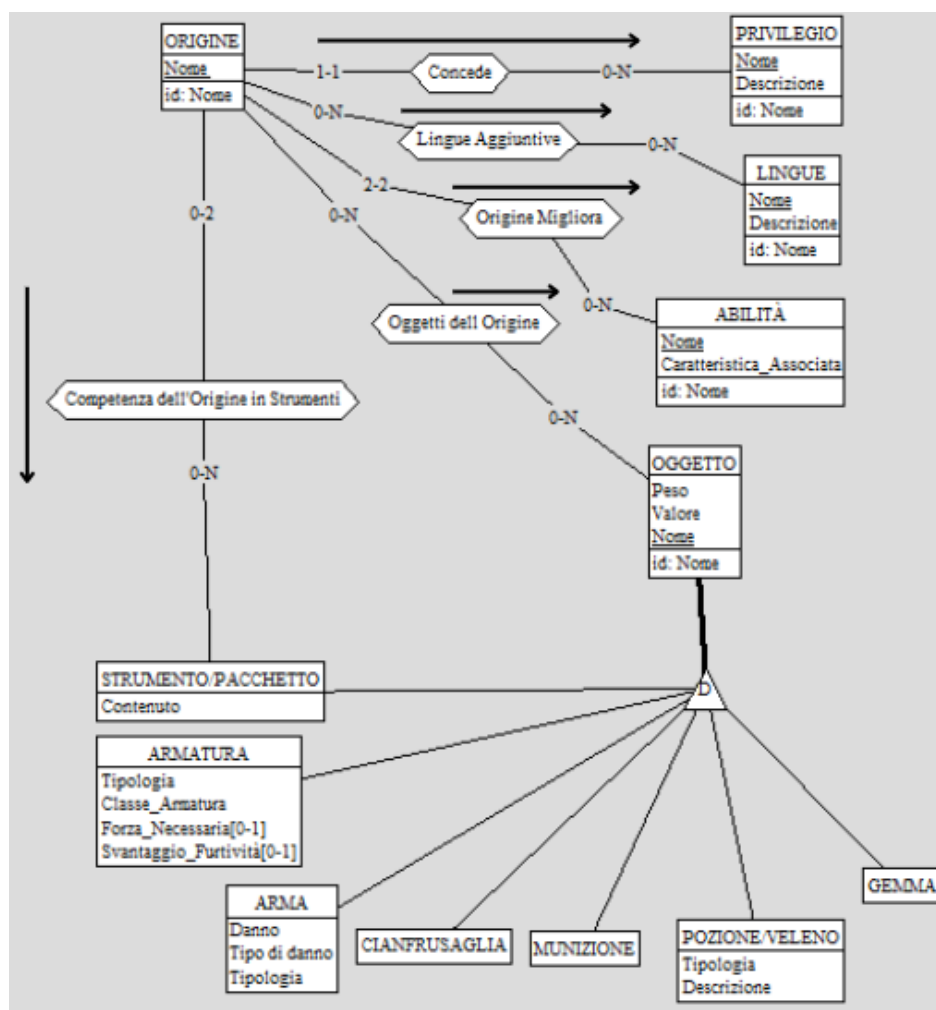 ORIGINE
Nome
id: Nome
1-1
Concede
0-N
PRIVILEGIO
Nome
Descrizione
id: Nome
0-N
Lingue Aggiuntive
0-N
LINGUE
Nome
Descrizione
id: Nome
2-2
Origine Migliora
0-N
ABILITÀ
Nome
Caratteristica_Associata
id: Nome
0-N
Oggetti dell Origine
0-N
OGGETTO
Peso
Valore
Nome
id: Nome
0-2
Competenza dell'Origine in Strumenti
0-N
STRUMENTO/PACCHETTO
Contenuto
D
ARMATURA
Tipologia
Classe_Armatura
Forza_Necessaria[0-1]
Svantaggio_Furtività[0-1]
ARMA
Danno
Tipo di danno
Tipologia
CIANFRUSAGLIA
MUNIZIONE
POZIONE/VELENO
Tipologia
Descrizione
GEMMA